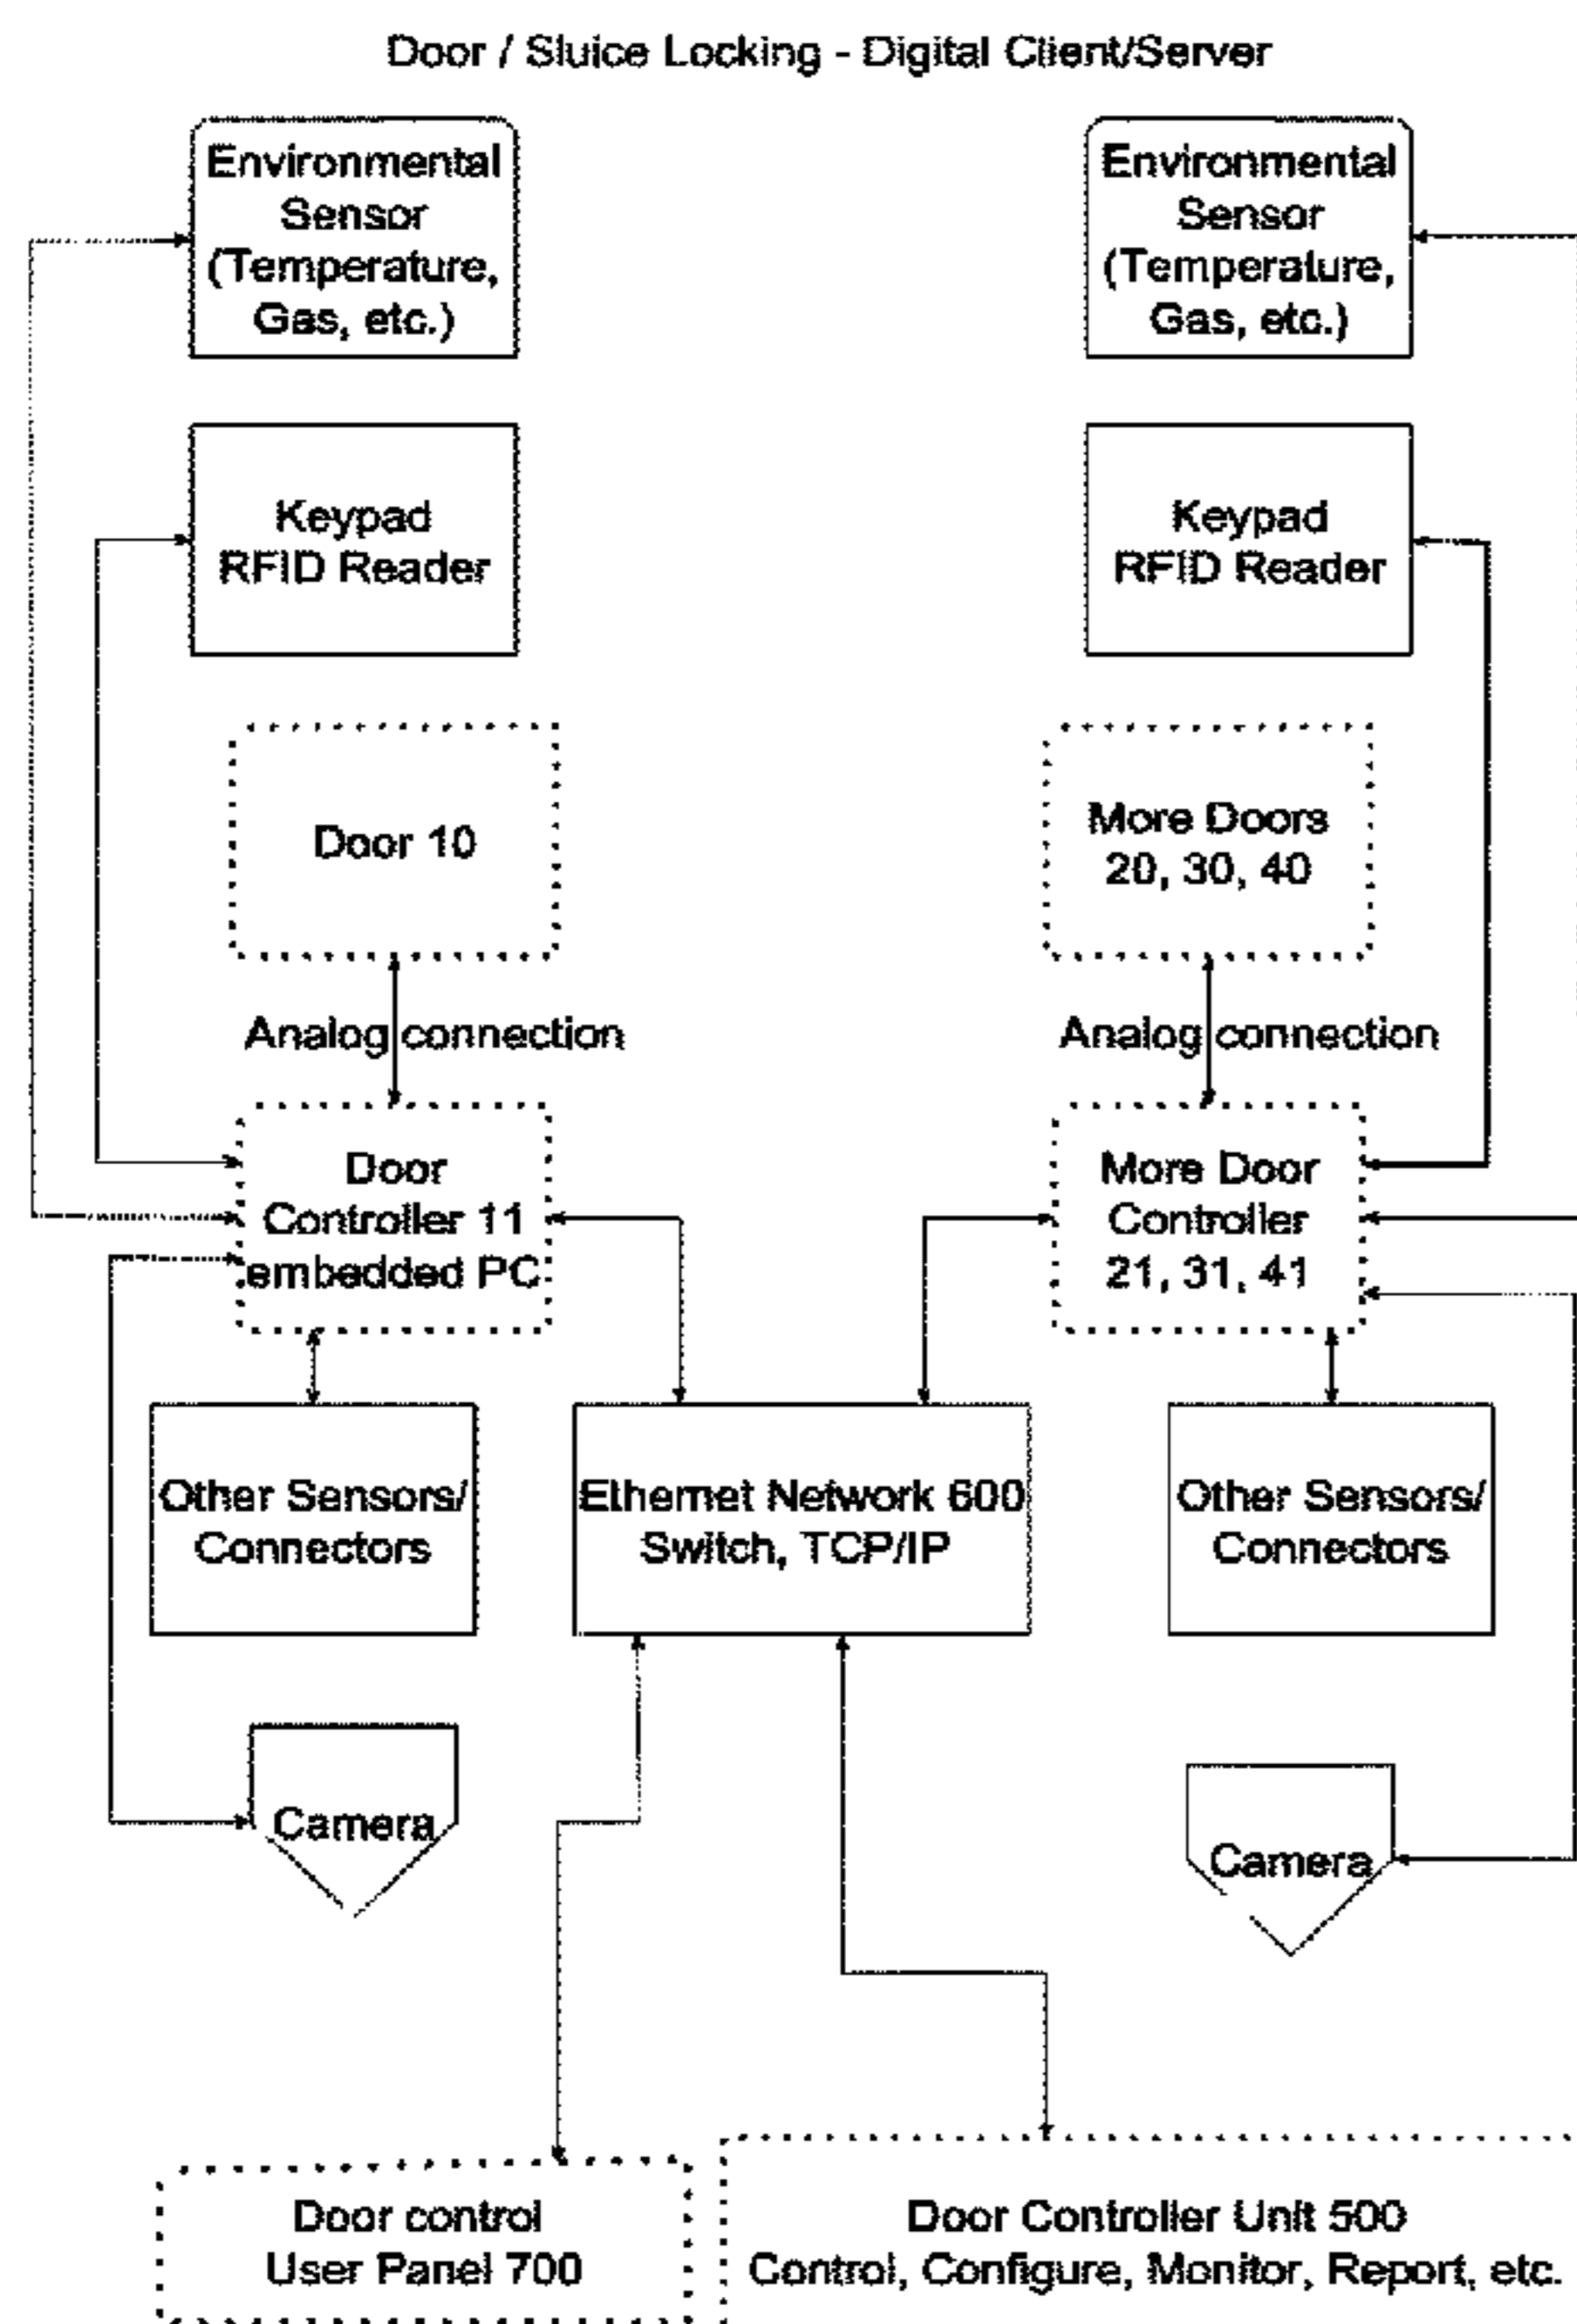 Door / Sluice Locking - Digital Client/Server
Environmental
Sensor
(Temperature,
Gas, etc.)
Environmental
Sensor
(Temperature,
Gas, etc.)
Keypad
RFID Reader
Keypad
RFID Reader
Door 10
More Doors
20, 30, 40
Analog connection
Analog connection
Door
Controller 11
embedded PC
More Door
Controller
21, 31, 41
Other Sensors/
Connectors
Ethernet Network 600
Switch, TCP/IP
Other Sensors/
Connectors
Camera
Camera
Door control
User Panel 700
Door Controller Unit 500
Control, Configure, Monitor, Report, etc.